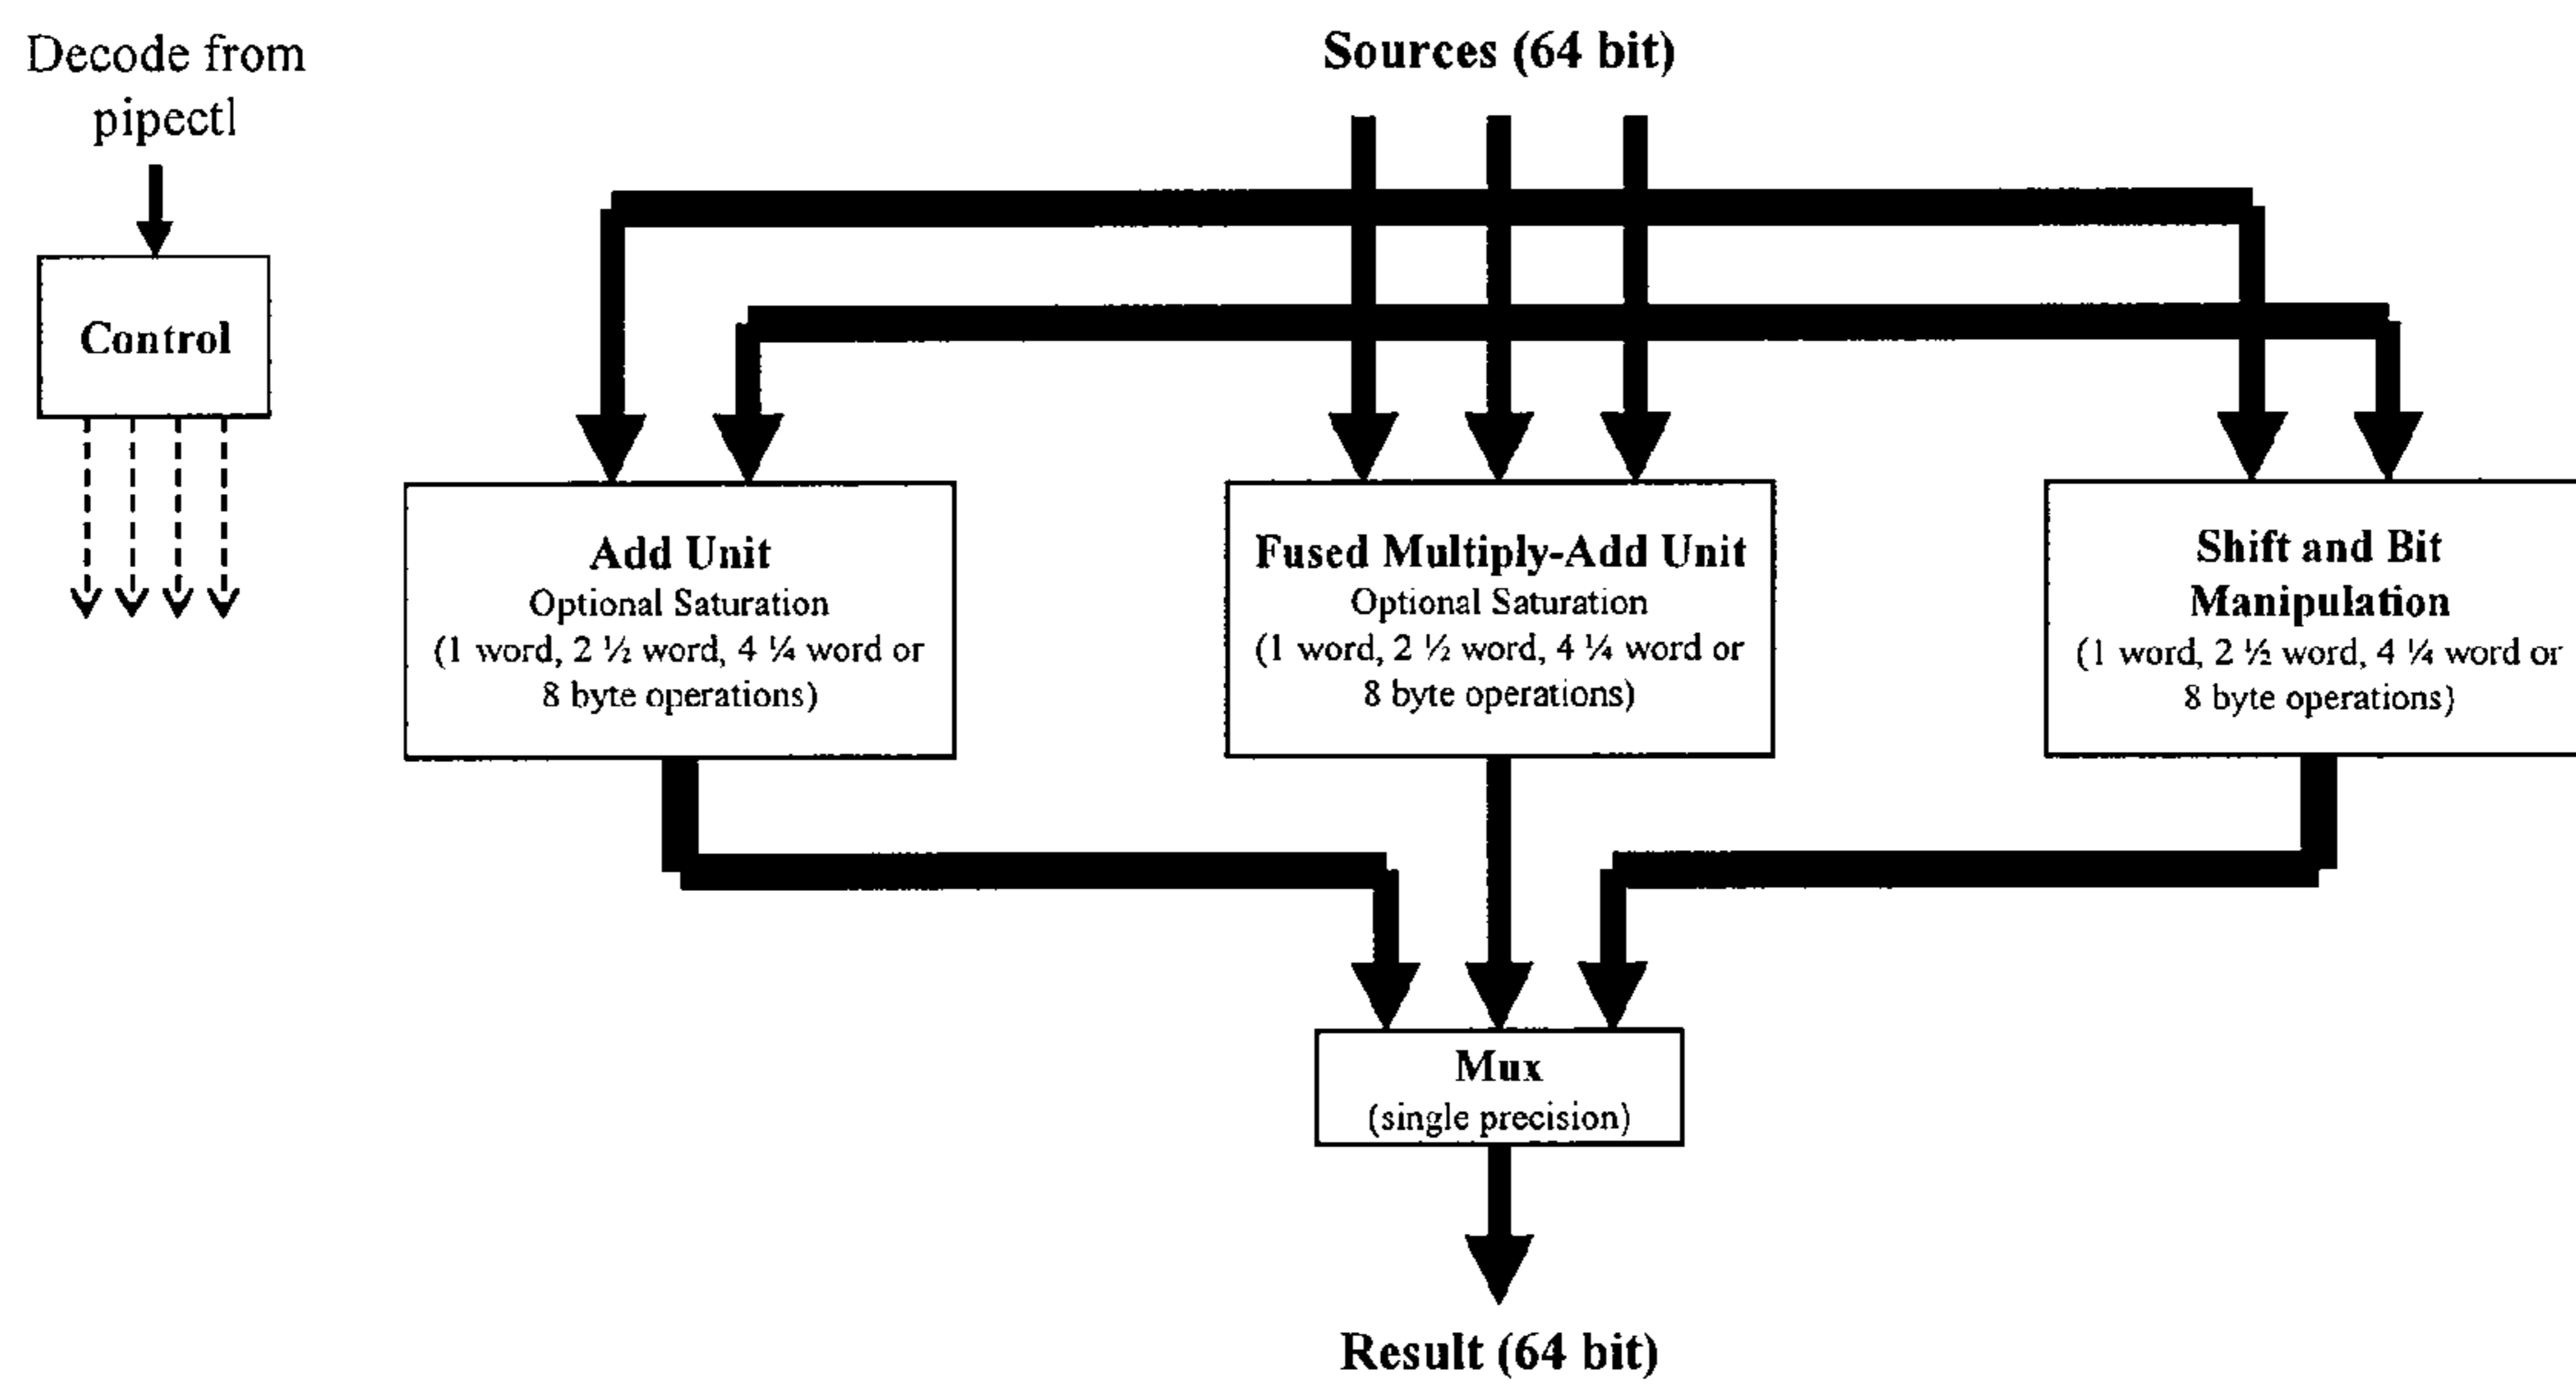 Decode from
pipectl
Control
Sources (64 bit)
Add Unit
Optional Saturation
(1 word, 2 ½ word, 4 ¼ word or
8 byte operations)
Fused Multiply-Add Unit
Optional Saturation
(1 word, 2 ½ word, 4 ¼ word or
8 byte operations)
Shift and Bit
Manipulation
(1 word, 2 ½ word, 4 ¼ word or
8 byte operations)
Mux
(single precision)
Result (64 bit)